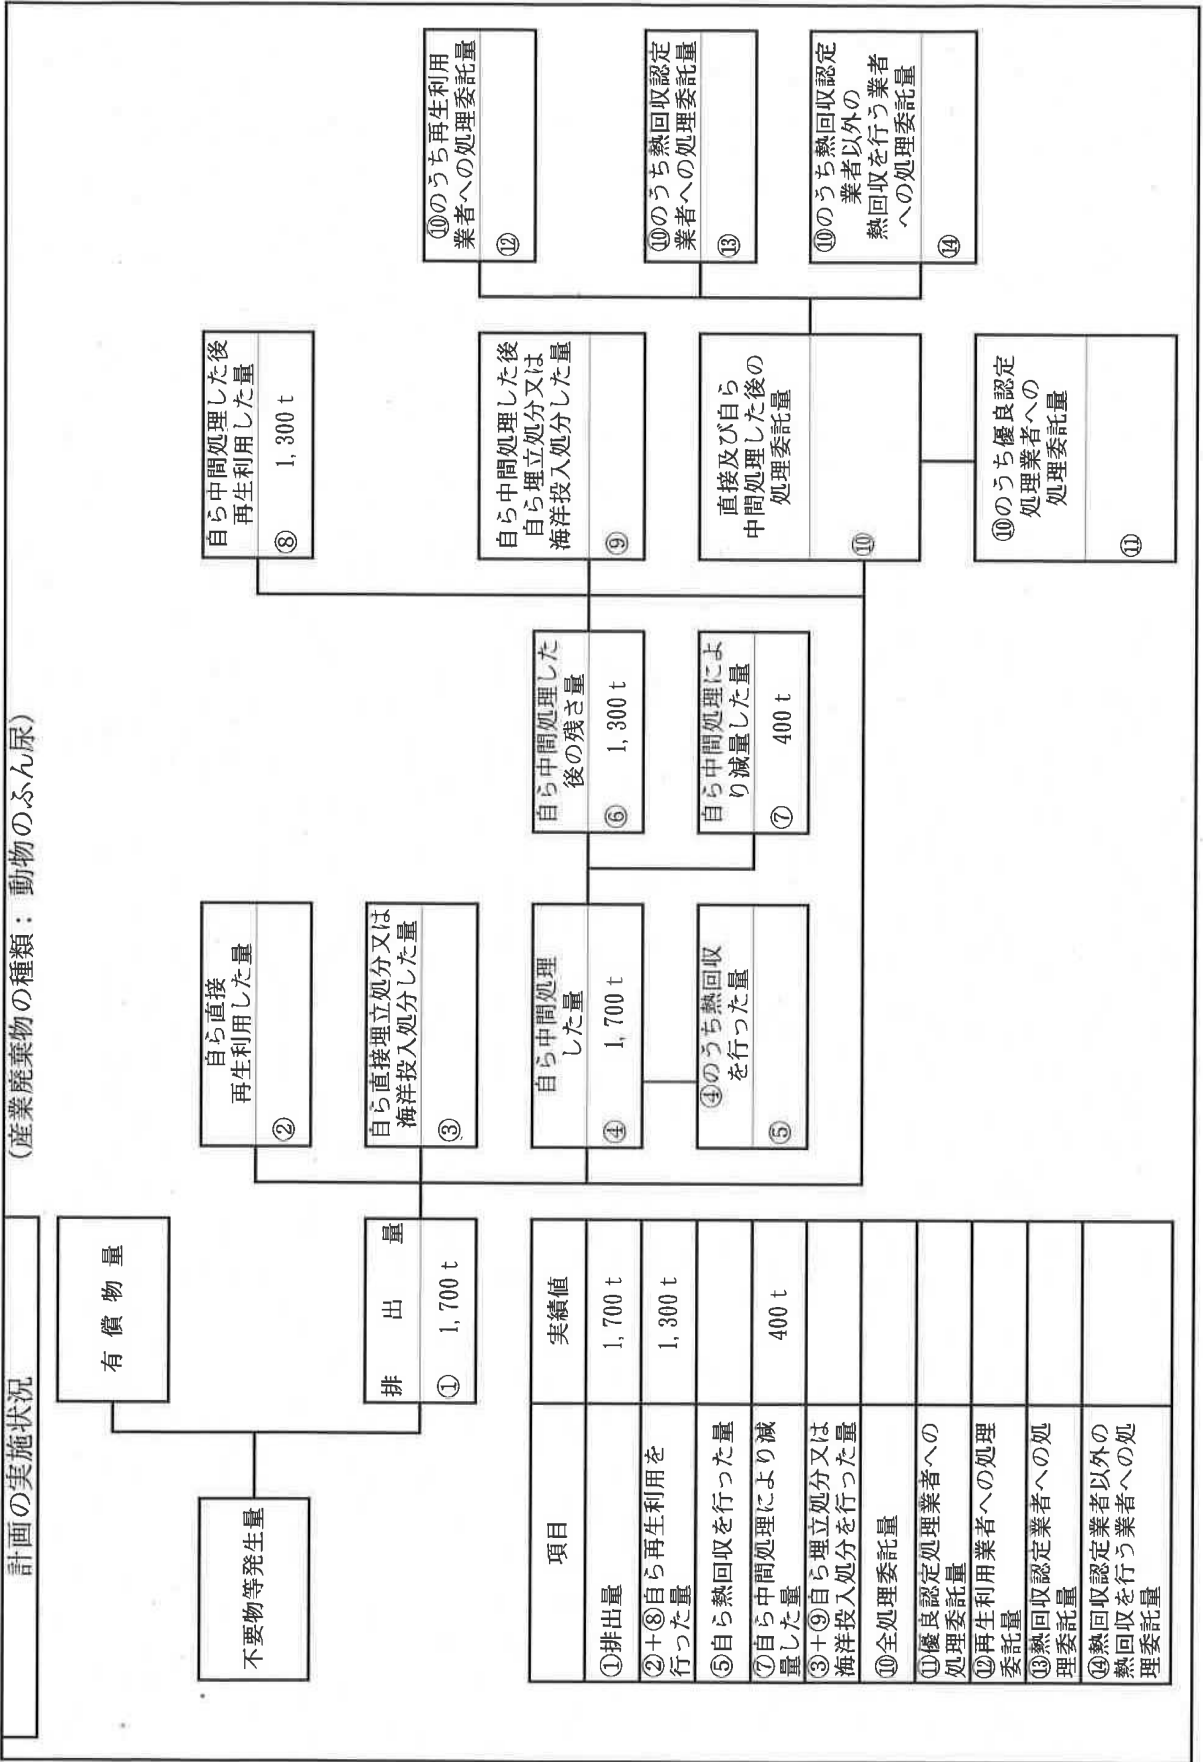 計画の実施状況
（産業廃棄物の種類： 動物のふん尿）
不要物等発生量
有 償 物 量
排 出 量
① 1,700 t
自ら直接
再生利用した量
②
自ら直接埋立処分又は
海洋投入処分した量
③
自ら中間処理
した量
④ 1,700 t
④のうち熱回収
を行った量
⑤
自ら中間処理した
後の残さ量
⑥ 1,300 t
自ら中間処理によ
り減量した量
⑦ 400 t
自ら中間処理した後
再生利用した量
⑧ 1,300 t
自ら中間処理した後
自ら埋立処分又は
海洋投入処分した量
⑨
直接及び自ら
中間処理した後の
処理委託量
⑩
⑩のうち優良認定
処理業者への
処理委託量
⑪
⑩のうち再生利用
業者への処理委託量
⑫
⑩のうち熱回収認定
業者への処理委託量
⑬
⑩のうち熱回収認定
業者以外の
熱回収を行う業者
への処理委託量
⑭
項目 実績値
①排出量 1,700 t
②+⑧自ら再生利用を
行った量 1,300 t
⑤自ら熱回収を行った量
⑦自ら中間処理により減
量した量 400 t
③+⑨自ら埋立処分又は
海洋投入処分を行った量
⑩全処理委託量
⑪優良認定処理業者への
処理委託量
⑫再生利用業者への処理
委託量
⑬熱回収認定業者への処
理委託量
⑭熱回収認定業者以外の
熱回収を行う業者への処
理委託量